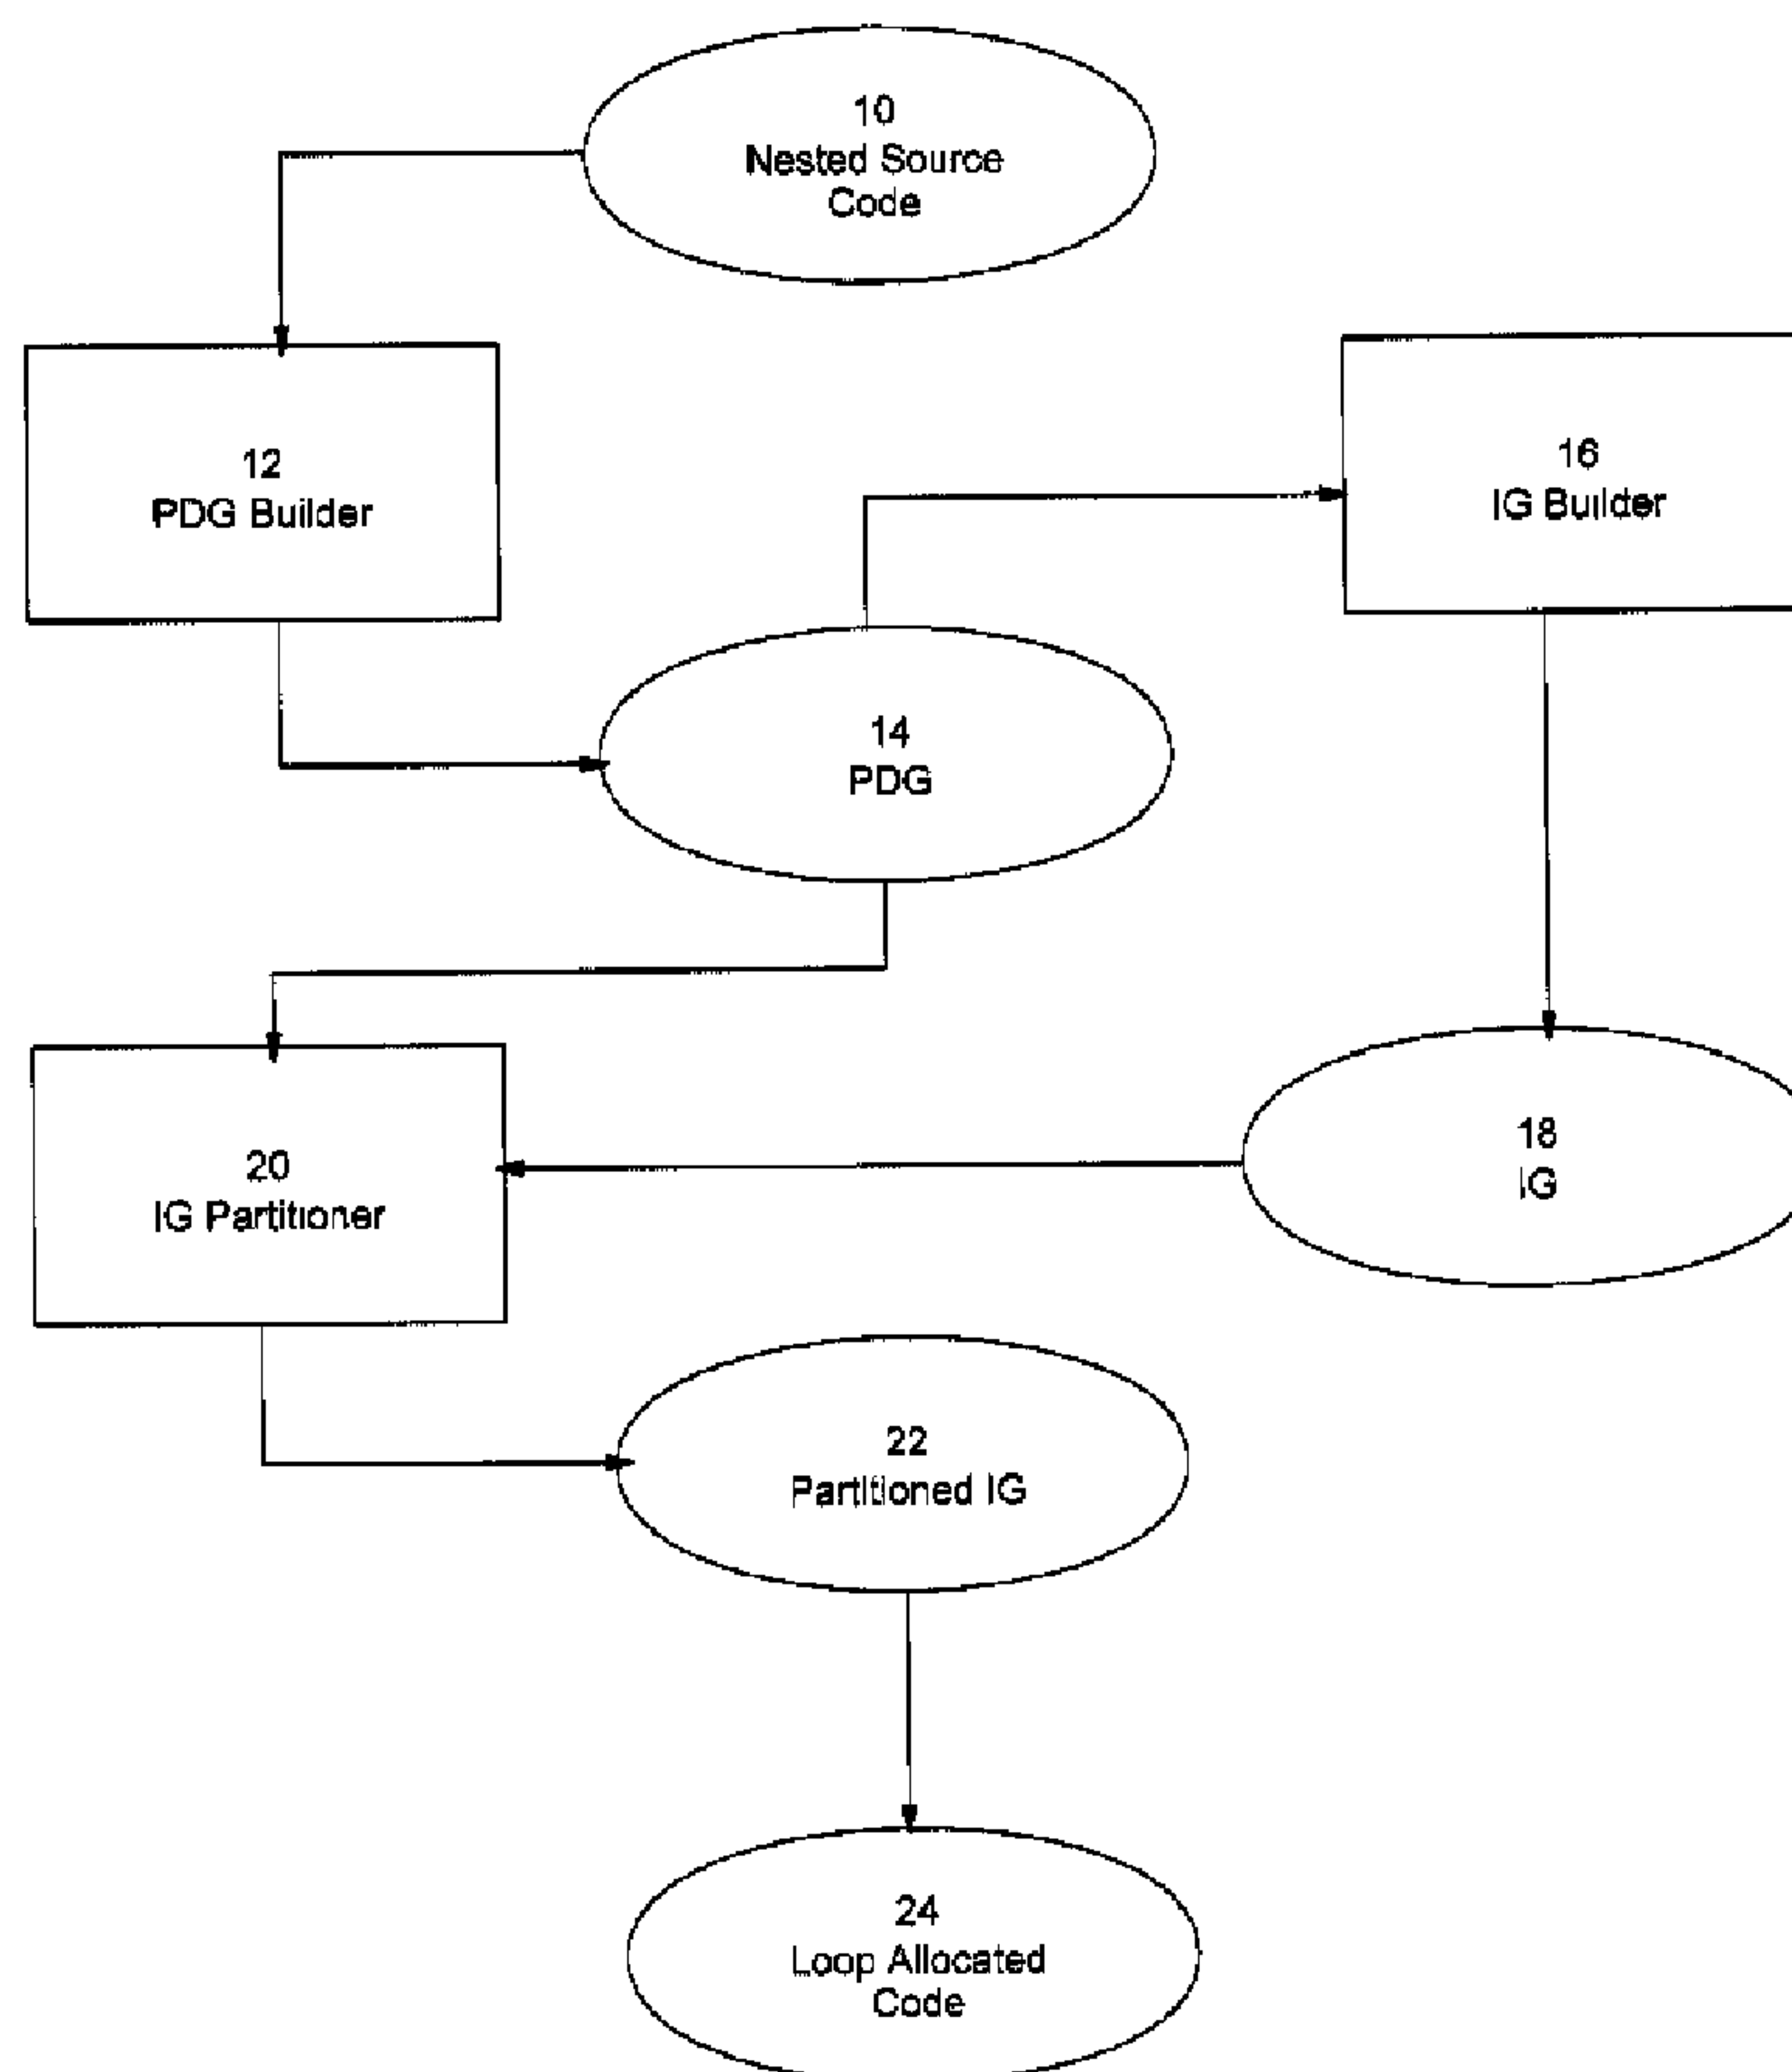 10
Nested Source
Code
12
PDG Builder
16
IG Builder
14
PDG
18
IG
20
IG Partitioner
22
Partitioned IG
24
Loop Allocated
Code